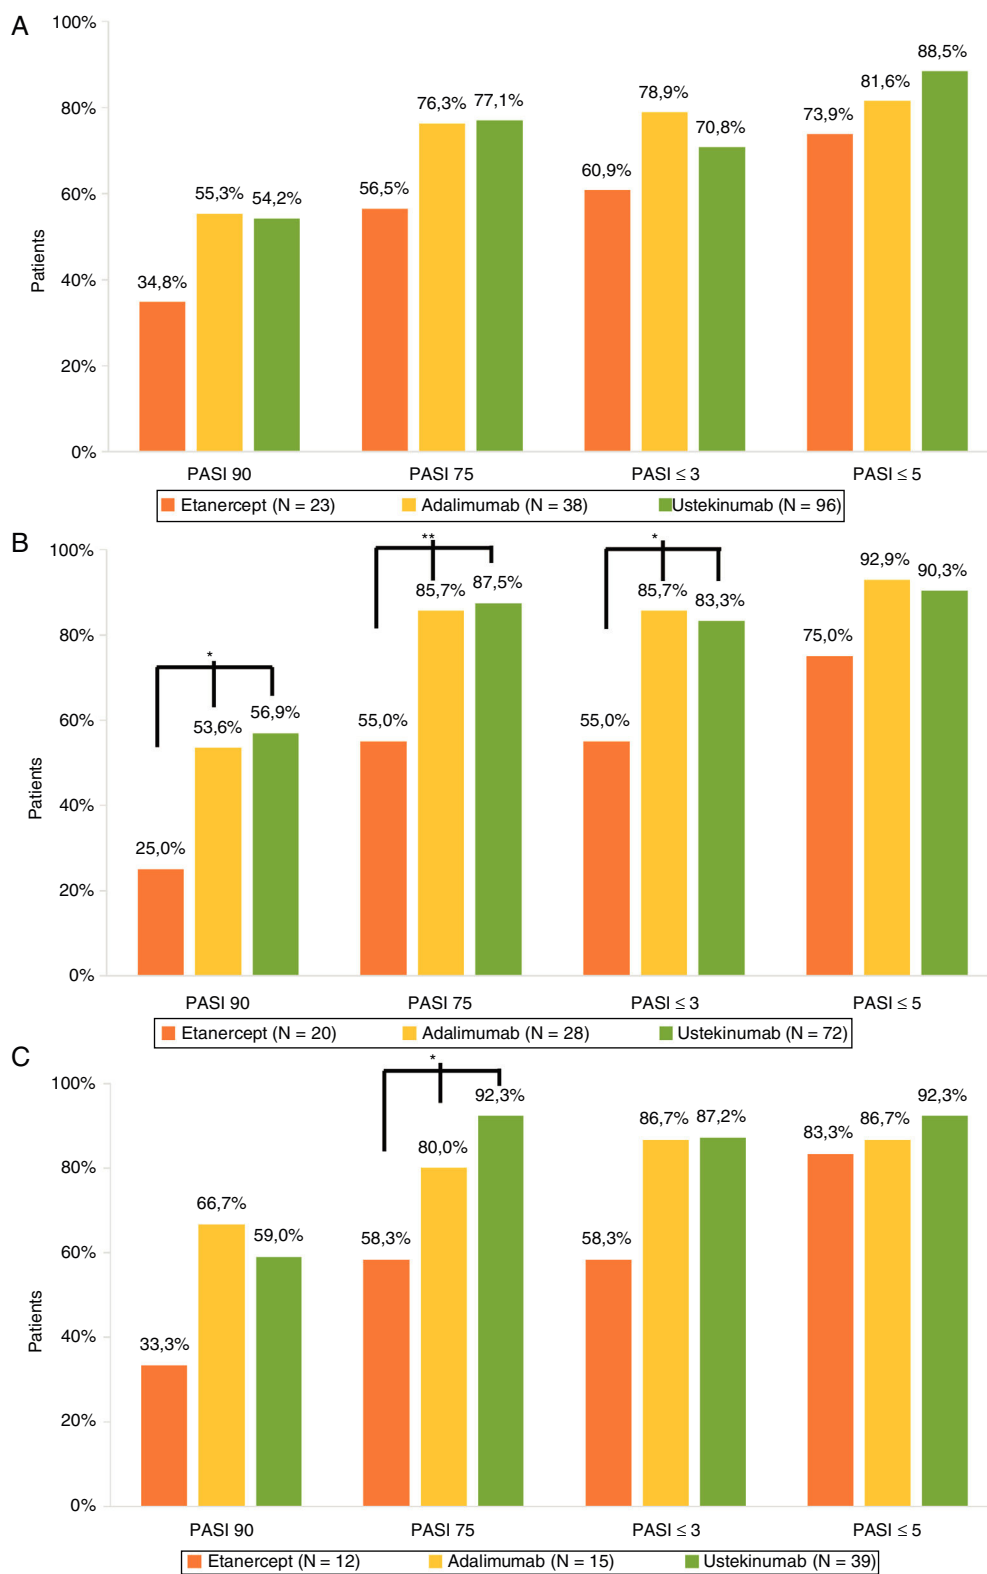 A
100%
88,5%
81,6%
78,9%
76,3% 77,1%
80%
73,9%
70,8%
60,9%
56,5%
55,3% 54,2%
60%
Patients
40%
34,8%
20%
0%
PASI 90 PASI 75 PASI ≤ 3 PASI ≤ 5
Etanercept (N = 23) Adalimumab (N = 38) Ustekinumab (N = 96)
B
** *
100%
92,9%
90,3%
85,7% 87,5% 85,7% 83,3%
80%
75,0%
*
60%
53,6% 56,9% 55,0% 55,0%
Patients
40%
25,0%
20%
0%
PASI 90 PASI 75 PASI ≤ 3 PASI ≤ 5
Etanercept (N = 20) Adalimumab (N = 28) Ustekinumab (N = 72)
C
*
100%
92,3% 92,3%
86,7% 87,2% 83,3% 86,7%
80%
80,0%
66,7%
60%
59,0% 58,3% 58,3%
Patients
40%
33,3%
20%
0%
PASI 90 PASI 75 PASI ≤ 3 PASI ≤ 5
Etanercept (N = 12) Adalimumab (N = 15) Ustekinumab (N = 39)